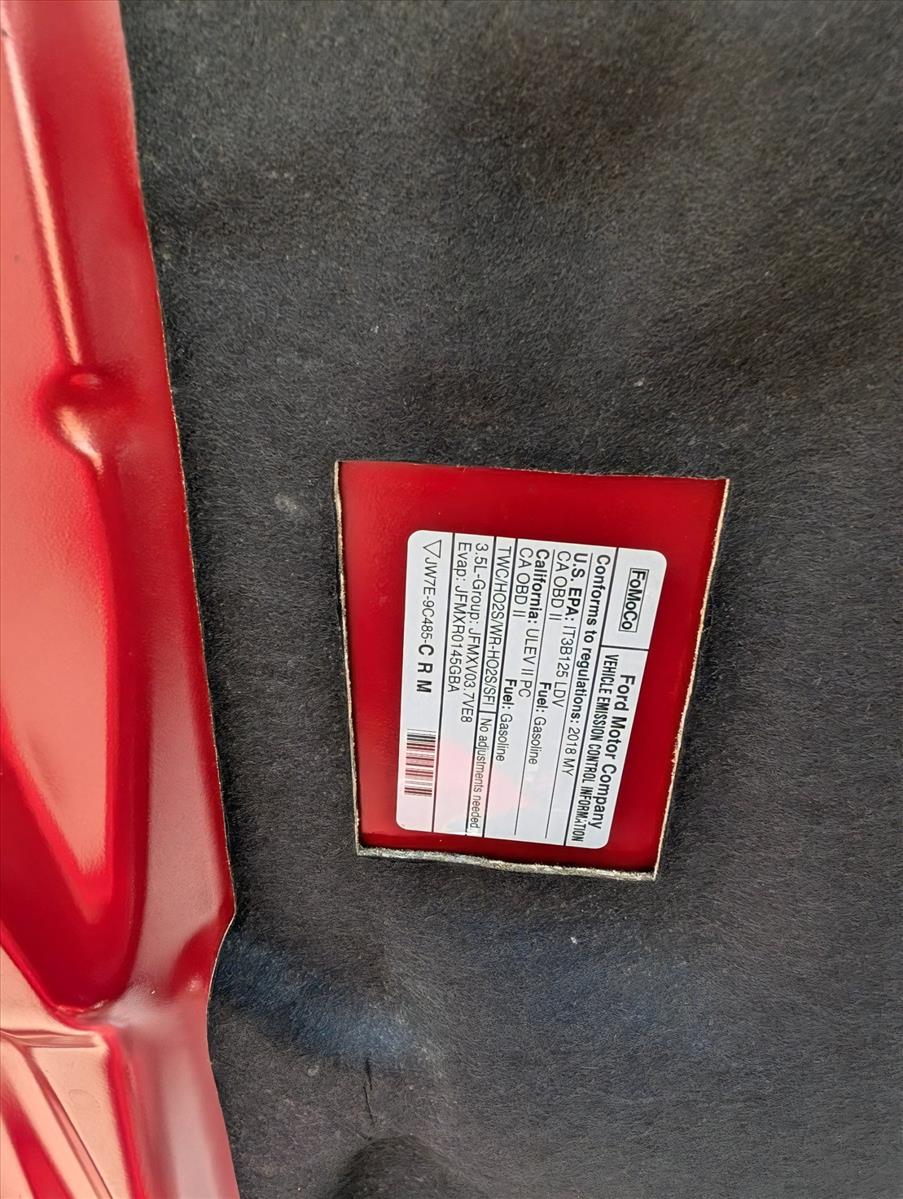 FoMoCo
Ford Motor Company
VEHICLE EMISSION CONTROL INFORMATION
Conforms to regulations: 2018 MY
U.S. EPA: IT3B125 LDV
CA OBD II Fuel: Gasoline
California: ULEV II PC
CA OBD II Fuel: Gasoline
TWC/HO2S/WR-HO2S/SFI No adjustments needed.
3.5L-Group: JFMXV03.7VE8
Evap: JFMXR0145GBA
▽JW7E-9C485-C R M